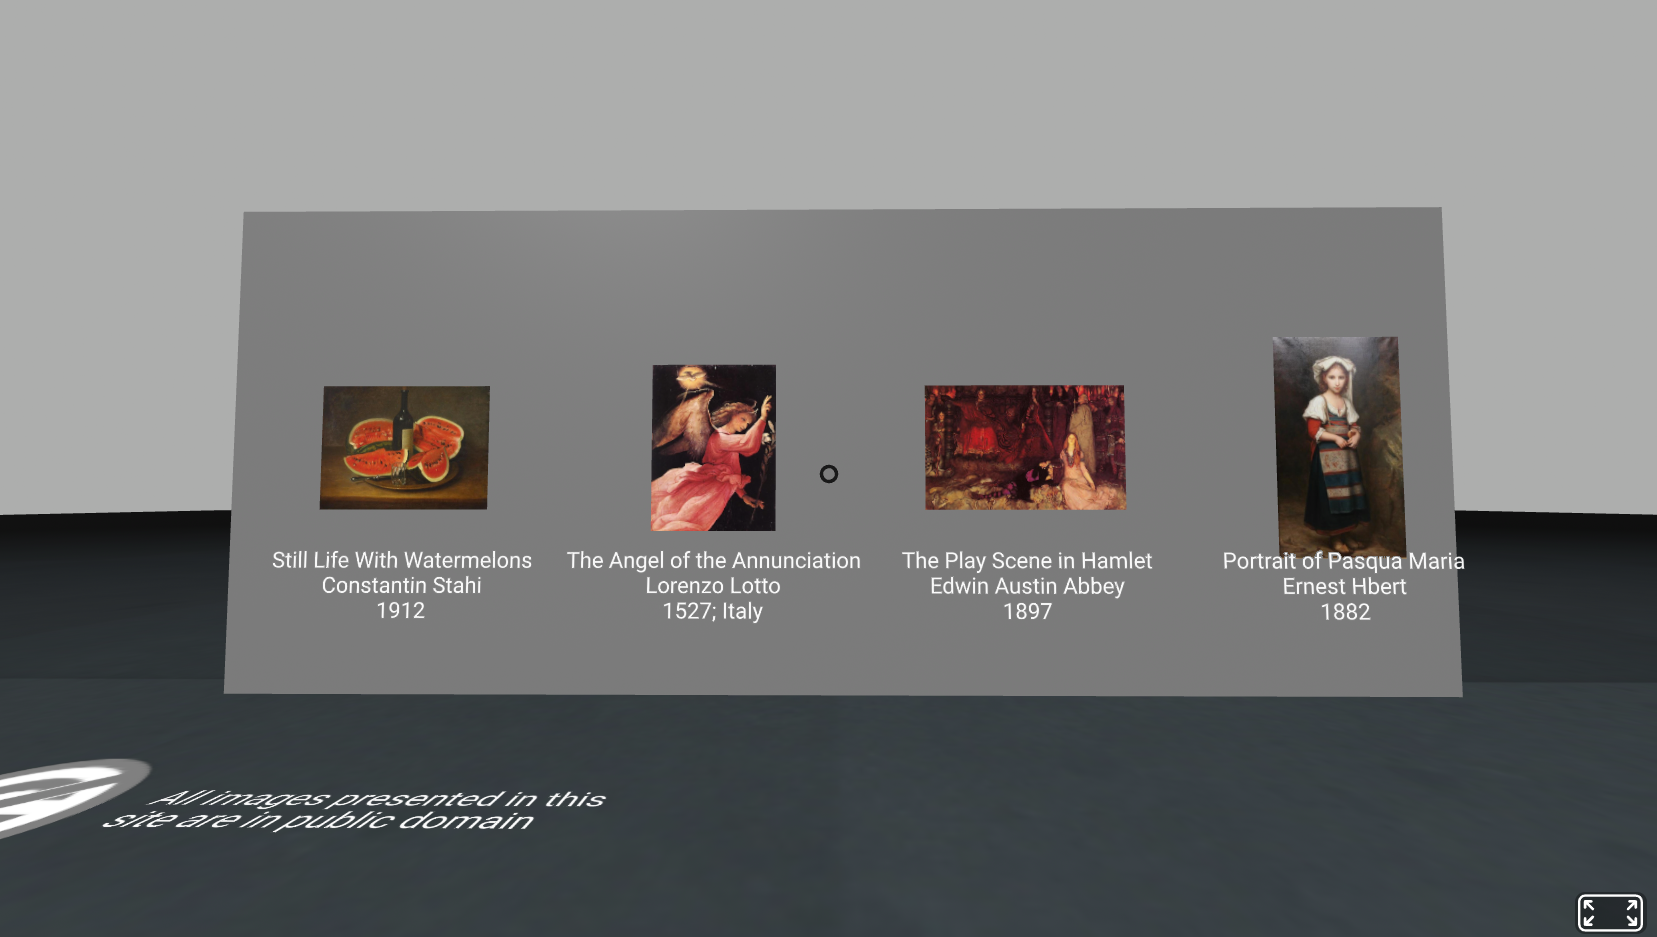 Still Life With Watermelons
Constantin Stahi
1912
The Angel of the Annunciation
Lorenzo Lotto
1527; Italy
The Play Scene in Hamlet
Edwin Austin Abbey
1897
Portrait of Pasqua Maria
Ernest Hbert
1882
All images presented in this
site are in public domain